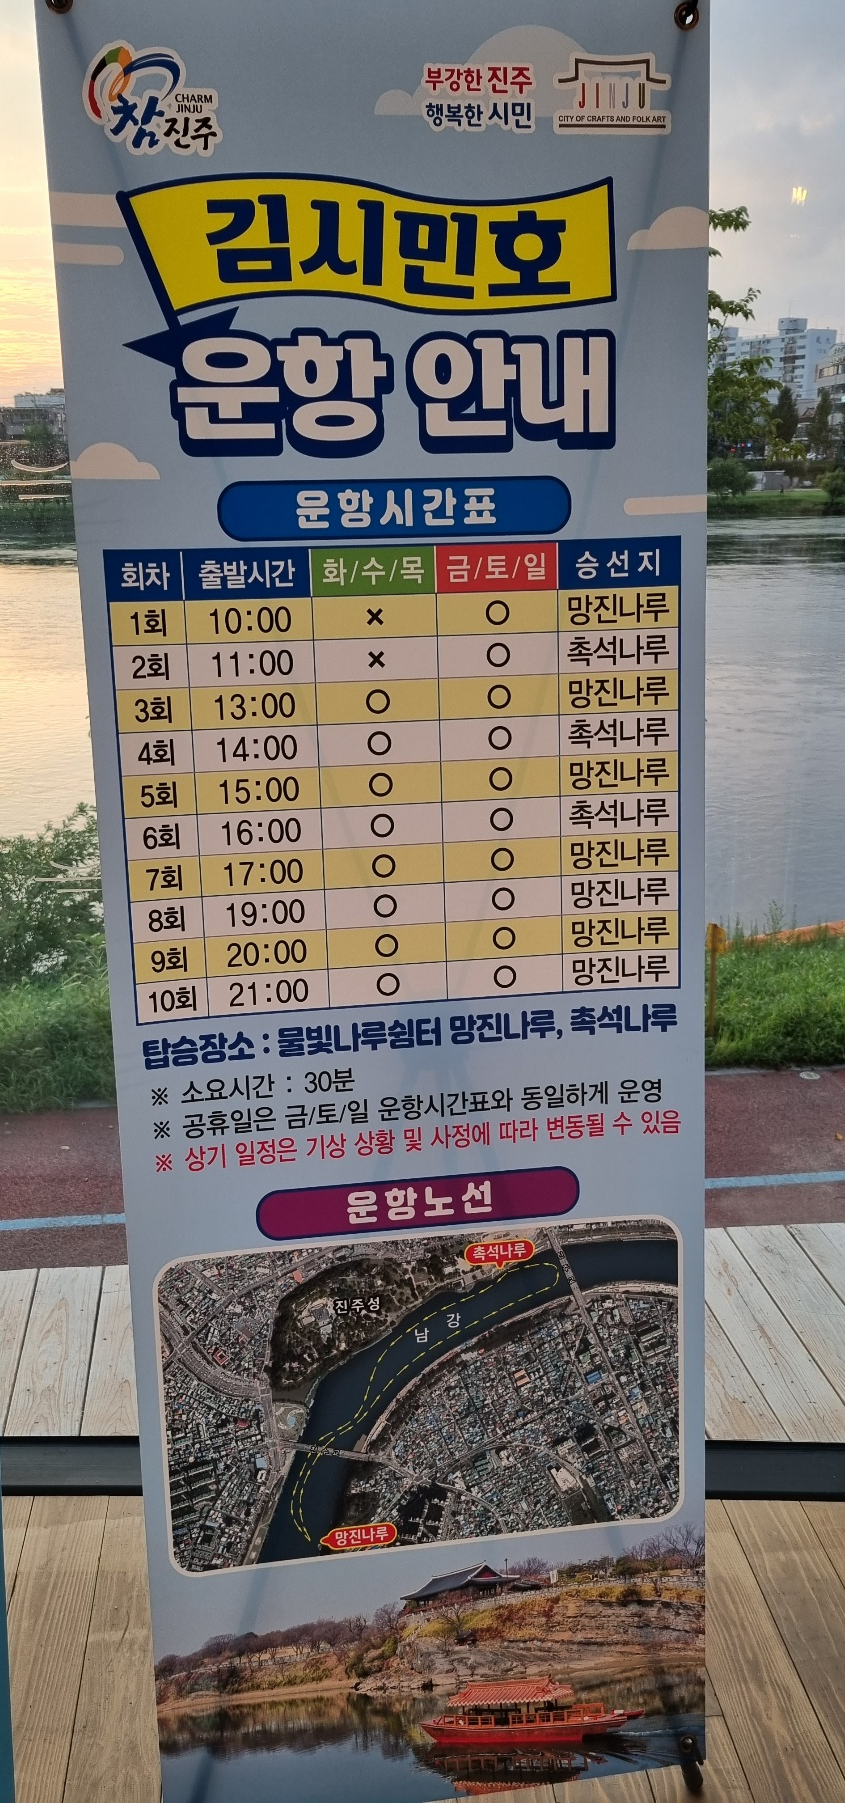 참 CHARM JINJU 진주
부강한 진주
행복한 시민
JINJU
CITY OF CRAFTS AND FOLK ART
김시민호
운항 안내
운항시간표
회차 출발시간 화/수/목 금/토/일 승선지
1회 10:00 × ○ 망진나루
2회 11:00 × ○ 촉석나루
3회 13:00 ○ ○ 망진나루
4회 14:00 ○ ○ 촉석나루
5회 15:00 ○ ○ 망진나루
6회 16:00 ○ ○ 촉석나루
7회 17:00 ○ ○ 망진나루
8회 19:00 ○ ○ 망진나루
9회 20:00 ○ ○ 망진나루
10회 21:00 ○ ○ 망진나루
탑승장소 : 물빛나루쉼터 망진나루, 촉석나루
※ 소요시간 : 30분
※ 공휴일은 금/토/일 운항시간표와 동일하게 운영
※ 상기 일정은 기상 상황 및 사정에 따라 변동될 수 있음
운항노선
촉석나루
진주성
남 강
망진나루